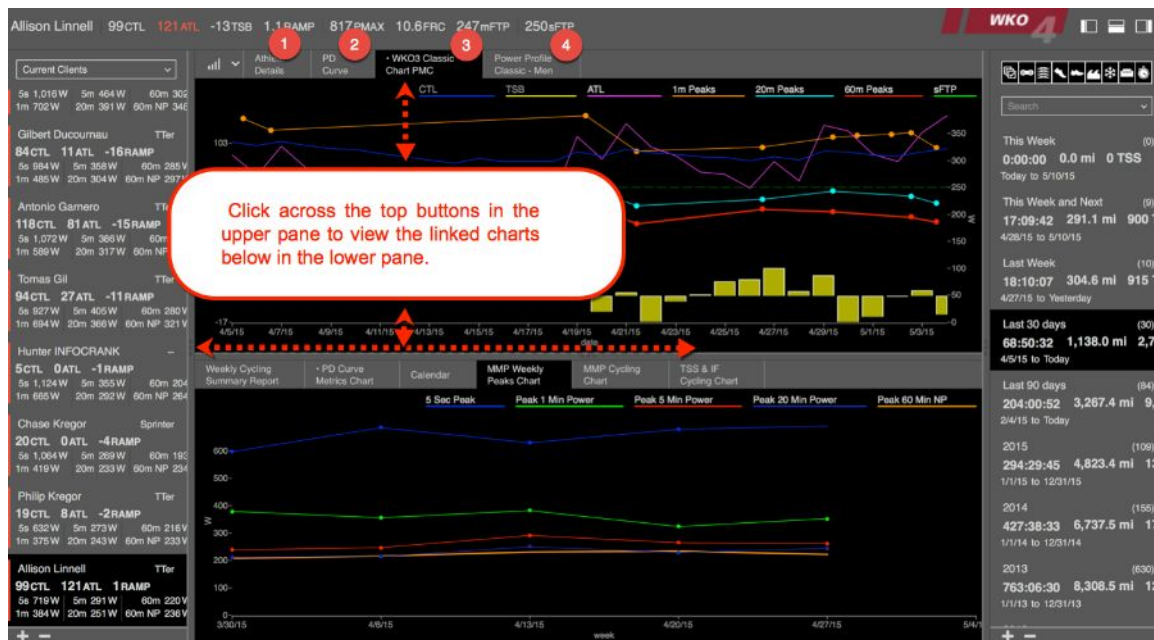 Allison Linnell 99CTL 121ATL -13TSB 1.1RAMP 817PMAX 10.6FRC 247mFTP 250sFTP
WKO 4
1 2 3 4
Current Clients
Athlete Details
PD Curve
• WKO3 Classic Chart PMC
Power Profile Classic - Men
CTL TSB ATL 1m Peaks 20m Peaks 60m Peaks sFTP
5s 1,016W 5m 464W 60m 302
1m 702W 20m 391W 60m NP 346
Gilbert Ducournau TTer
84CTL 11ATL -16RAMP
5s 984W 5m 358W 60m 285V
1m 485W 20m 304W 60m NP 297
Antonio Gamero
118CTL 81ATL -15RAMP
5s 1,072W 5m 386W 60m
1m 589W 20m 317W 60m NP
Tomas Gil TTer
94CTL 27ATL -11RAMP
5s 927W 5m 405W 60m 280V
1m 694W 20m 366W 60m NP 321V
Hunter INFOCRANK –
5CTL 0ATL -1RAMP
5s 1,124W 5m 355W 60m 204
1m 665W 20m 292W 60m NP 264
Chase Kregor Sprinter
20CTL 0ATL -4RAMP
5s 1,064W 5m 269W 60m 193
1m 419W 20m 233W 60m NP 234
Philip Kregor TTer
19CTL 8ATL -2RAMP
5s 632W 5m 273W 60m 216V
1m 375W 20m 243W 60m NP 233V
Allison Linnell TTer
99CTL 121ATL 1RAMP
5s 719W 5m 291W 60m 220V
1m 384W 20m 251W 60m NP 236V
103-
-17
-350
-300
-250
-200
W
-150
-100
-50
-0
Click across the top buttons in the
upper pane to view the linked charts
below in the lower pane.
4/5/15 4/7/15 4/9/15 4/11/15 4/13/15 4/15/15 4/17/15 4/19/15 4/21/15 4/23/15 4/25/15 4/27/15 4/29/15 5/1/15 5/3/15
date
Weekly Cycling Summary Report
• PD Curve Metrics Chart
Calendar
MMP Weekly Peaks Chart
MMP Cycling Chart
TSS & IF Cycling Chart
5 Sec Peak Peak 1 Min Power Peak 5 Min Power Peak 20 Min Power Peak 60 Min NP
600-
500-
400-
W
300-
200-
100-
0-
3/30/15 4/6/15 4/13/15 4/20/15 4/27/15 5/4/1
week
Search
This Week (0)
0:00:00 0.0 mi 0 TSS
Today to 5/10/15
This Week and Next (9)
17:09:42 291.1 mi 900
4/28/15 to 5/10/15
Last Week (10)
18:10:07 304.6 mi 915
4/27/15 to Yesterday
Last 30 days (30)
68:50:32 1,138.0 mi 2,7
4/5/15 to Today
Last 90 days (84)
204:00:52 3,267.4 mi 9,
2/4/15 to Today
2015 (109)
294:29:45 4,823.4 mi 13
1/1/15 to 12/31/15
2014 (155)
427:38:33 6,737.5 mi 17
1/1/14 to 12/31/14
2013 (630)
763:06:30 8,308.5 mi
1/1/13 to 12/31/13